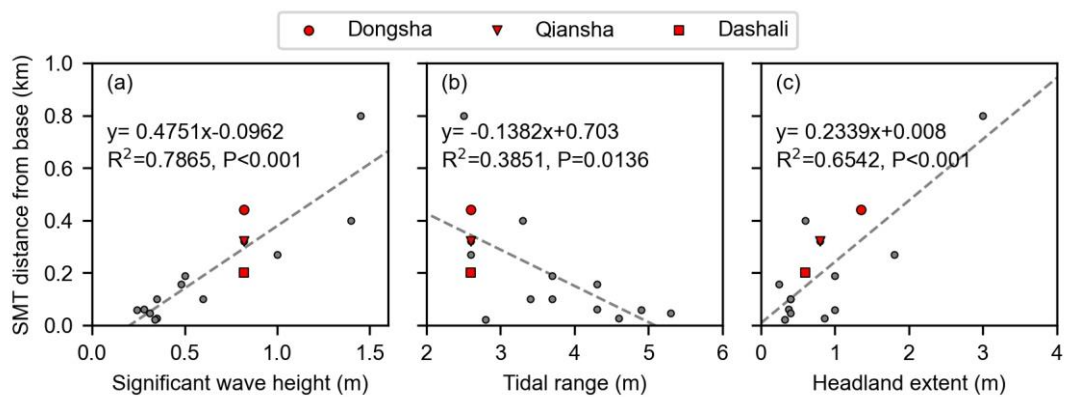 Dongsha Qiansha Dashali
SMT distance from base (km)
1.0
0.8
0.6
0.4
0.2
0.0
(a)
y= 0.4751x-0.0962
R²=0.7865, P<0.001
0.0 0.5 1.0 1.5
Significant wave height (m)
(b)
y= -0.1382x+0.703
R²=0.3851, P=0.0136
2 3 4 5 6
Tidal range (m)
(c)
y= 0.2339x+0.008
R²=0.6542, P<0.001
0 1 2 3 4
Headland extent (m)